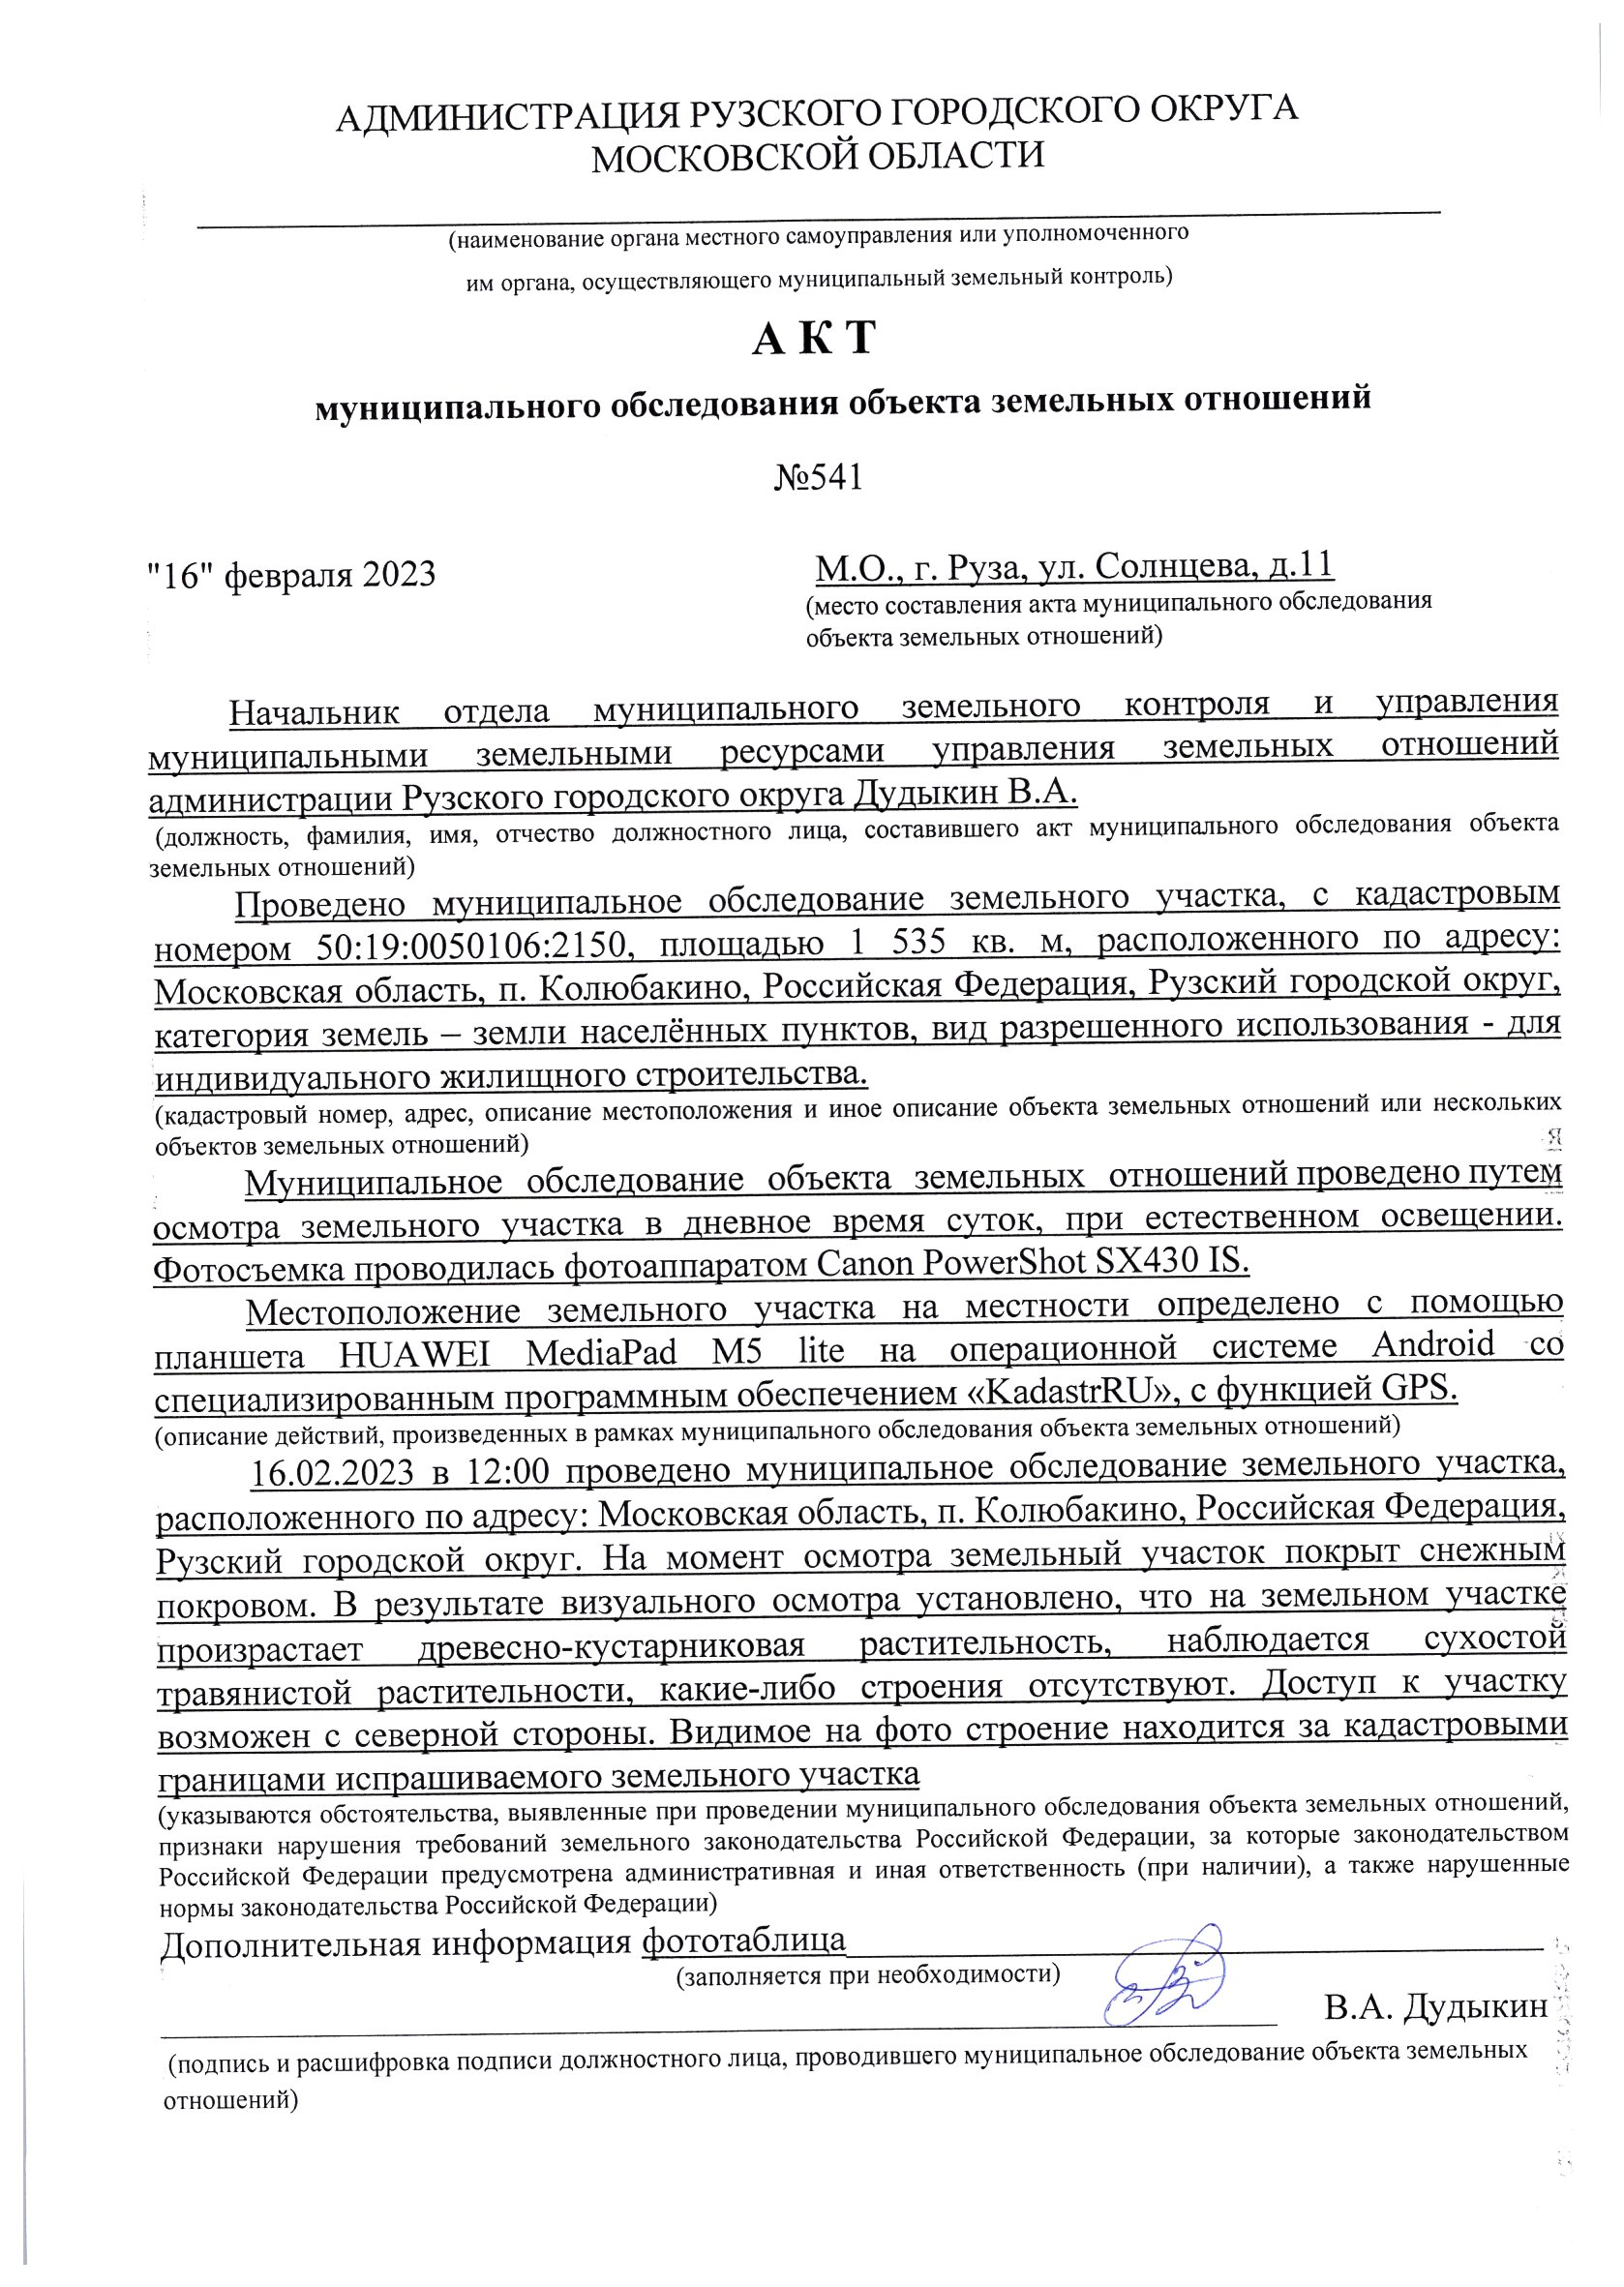 АДМИНИСТРАЦИЯ РУЗСКОГО ГОРОДСКОГО ОКРУГА
МОСКОВСКОЙ ОБЛАСТИ
(наименование органа местного самоуправления или уполномоченного
им органа, осуществляющего муниципальный земельный контроль)
А К Т
муниципального обследования объекта земельных отношений
№541
"16" февраля 2023
М.О., г. Руза, ул. Солнцева, д.11
(место составления акта муниципального обследования
объекта земельных отношений)
Начальник отдела муниципального земельного контроля и управления
муниципальными земельными ресурсами управления земельных отношений
администрации Рузского городского округа Дудыкин В.А.
(должность, фамилия, имя, отчество должностного лица, составившего акт муниципального обследования объекта
земельных отношений)
Проведено муниципальное обследование земельного участка, с кадастровым
номером 50:19:0050106:2150, площадью 1 535 кв. м, расположенного по адресу:
Московская область, п. Колюбакино, Российская Федерация, Рузский городской округ,
категория земель – земли населённых пунктов, вид разрешенного использования - для
индивидуального жилищного строительства.
(кадастровый номер, адрес, описание местоположения и иное описание объекта земельных отношений или нескольких
объектов земельных отношений)
Муниципальное обследование объекта земельных отношений проведено путем
осмотра земельного участка в дневное время суток, при естественном освещении.
Фотосъемка проводилась фотоаппаратом Canon PowerShot SX430 IS.
Местоположение земельного участка на местности определено с помощью
планшета HUAWEI MediaPad M5 lite на операционной системе Android со
специализированным программным обеспечением «KadastrRU», с функцией GPS.
(описание действий, произведенных в рамках муниципального обследования объекта земельных отношений)
16.02.2023 в 12:00 проведено муниципальное обследование земельного участка,
расположенного по адресу: Московская область, п. Колюбакино, Российская Федерация,
Рузский городской округ. На момент осмотра земельный участок покрыт снежным
покровом. В результате визуального осмотра установлено, что на земельном участке
произрастает древесно-кустарниковая растительность, наблюдается сухостой
травянистой растительности, какие-либо строения отсутствуют. Доступ к участку
возможен с северной стороны. Видимое на фото строение находится за кадастровыми
границами испрашиваемого земельного участка
(указываются обстоятельства, выявленные при проведении муниципального обследования объекта земельных отношений,
признаки нарушения требований земельного законодательства Российской Федерации, за которые законодательством
Российской Федерации предусмотрена административная и иная ответственность (при наличии), а также нарушенные
нормы законодательства Российской Федерации)
Дополнительная информация фототаблица
(заполняется при необходимости)
В.А. Дудыкин
(подпись и расшифровка подписи должностного лица, проводившего муниципальное обследование объекта земельных
отношений)